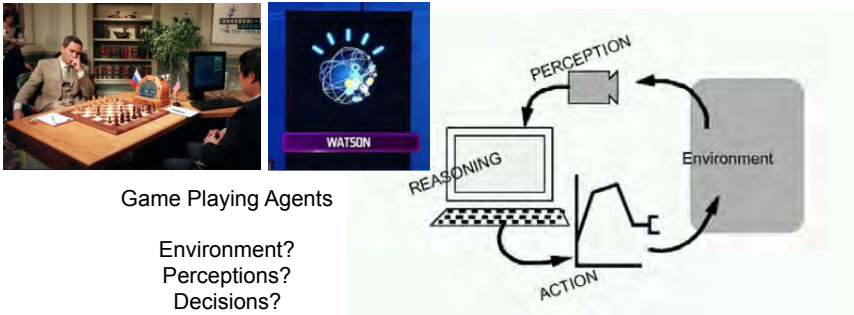 WATSON
Game Playing Agents
Environment?
Perceptions?
Decisions?
PERCEPTION
REASONING
Environment
ACTION